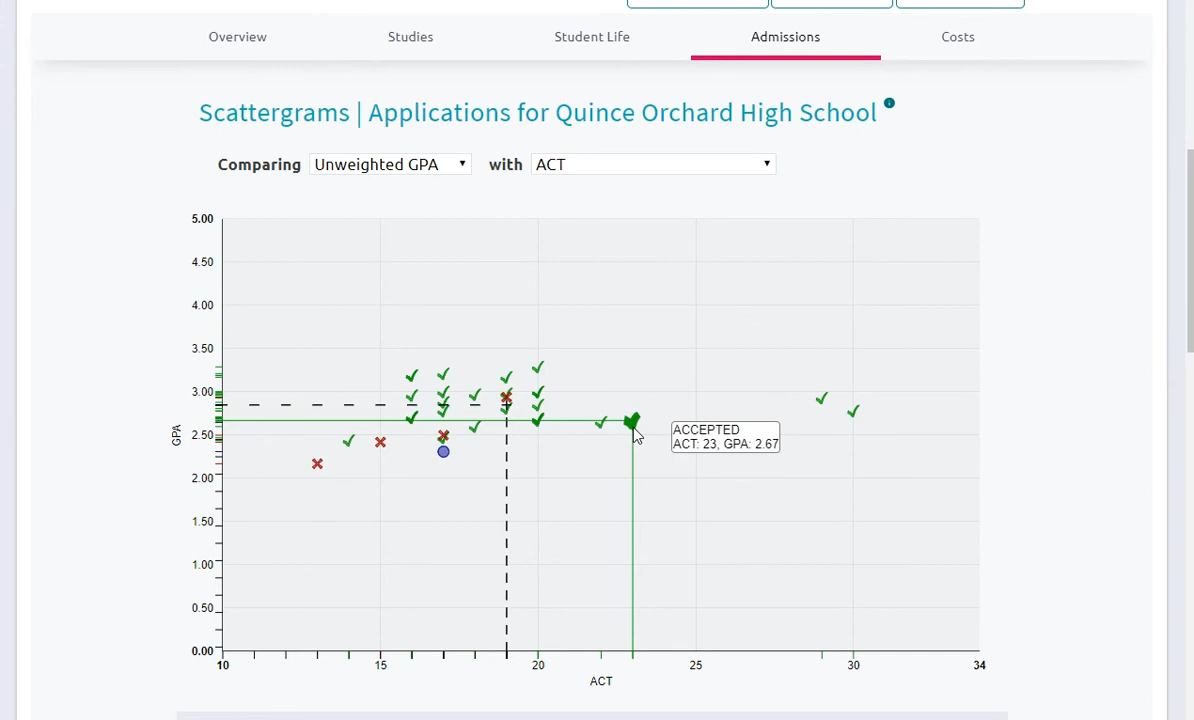 Overview Studies Student Life Admissions Costs
Scattergrams | Applications for Quince Orchard High School
Comparing Unweighted GPA with ACT
5.00
4.50
4.00
3.50
3.00
2.50
2.00
1.50
1.00
0.50
0.00
GPA
ACCEPTED
ACT: 23, GPA: 2.67
10 15 20 25 30 34
ACT